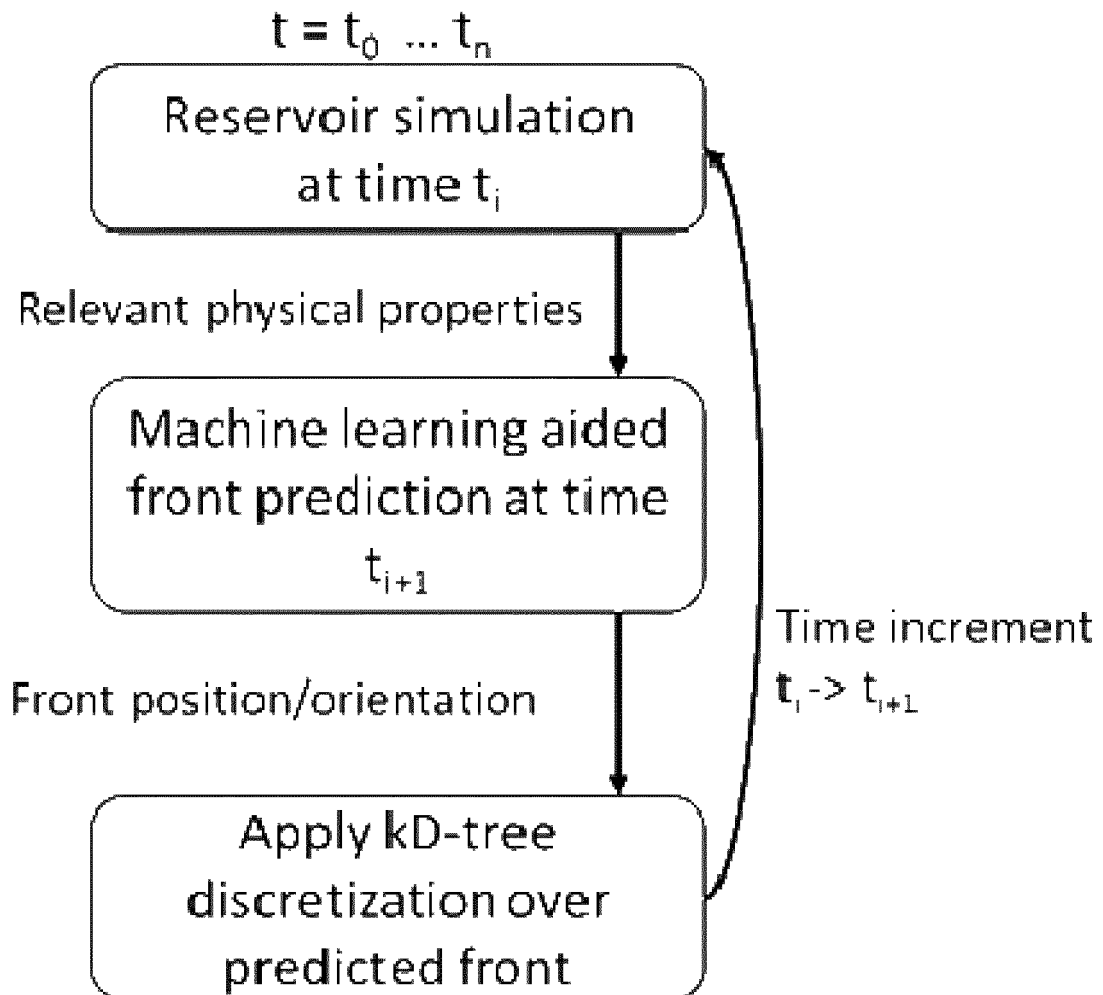 t = t₀ ... tₙ
Reservoir simulation
at time tᵢ
Relevant physical properties
Machine learning aided
front prediction at time
tᵢ₊₁
Time increment
tᵢ -> tᵢ₊₁
Front position/orientation
Apply kD-tree
discretization over
predicted front